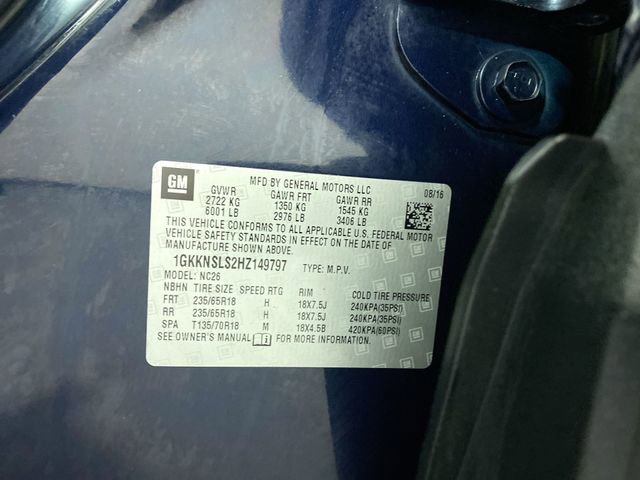 GM
MFD BY GENERAL MOTORS LLC
08/16
GVWR GAWR FRT GAWR RR
2722 KG 1350 KG 1545 KG
6001 LB 2976 LB 3406 LB
THIS VEHICLE CONFORMS TO ALL APPLICABLE U.S. FEDERAL MOTOR
VEHICLE SAFETY STANDARDS IN EFFECT ON THE DATE OF
MANUFACTURE SHOWN ABOVE.
1GKKNSLS2HZ149797 TYPE: M.P.V.
MODEL: NC26
NBHN TIRE SIZE SPEED RTG RIM COLD TIRE PRESSURE
FRT 235/65R18 H 18X7.5J 240KPA(35PSI)
RR 235/65R18 H 18X7.5J 240KPA(35PSI)
SPA T135/70R18 M 18X4.5B 420KPA(60PSI)
SEE OWNER'S MANUAL FOR MORE INFORMATION.